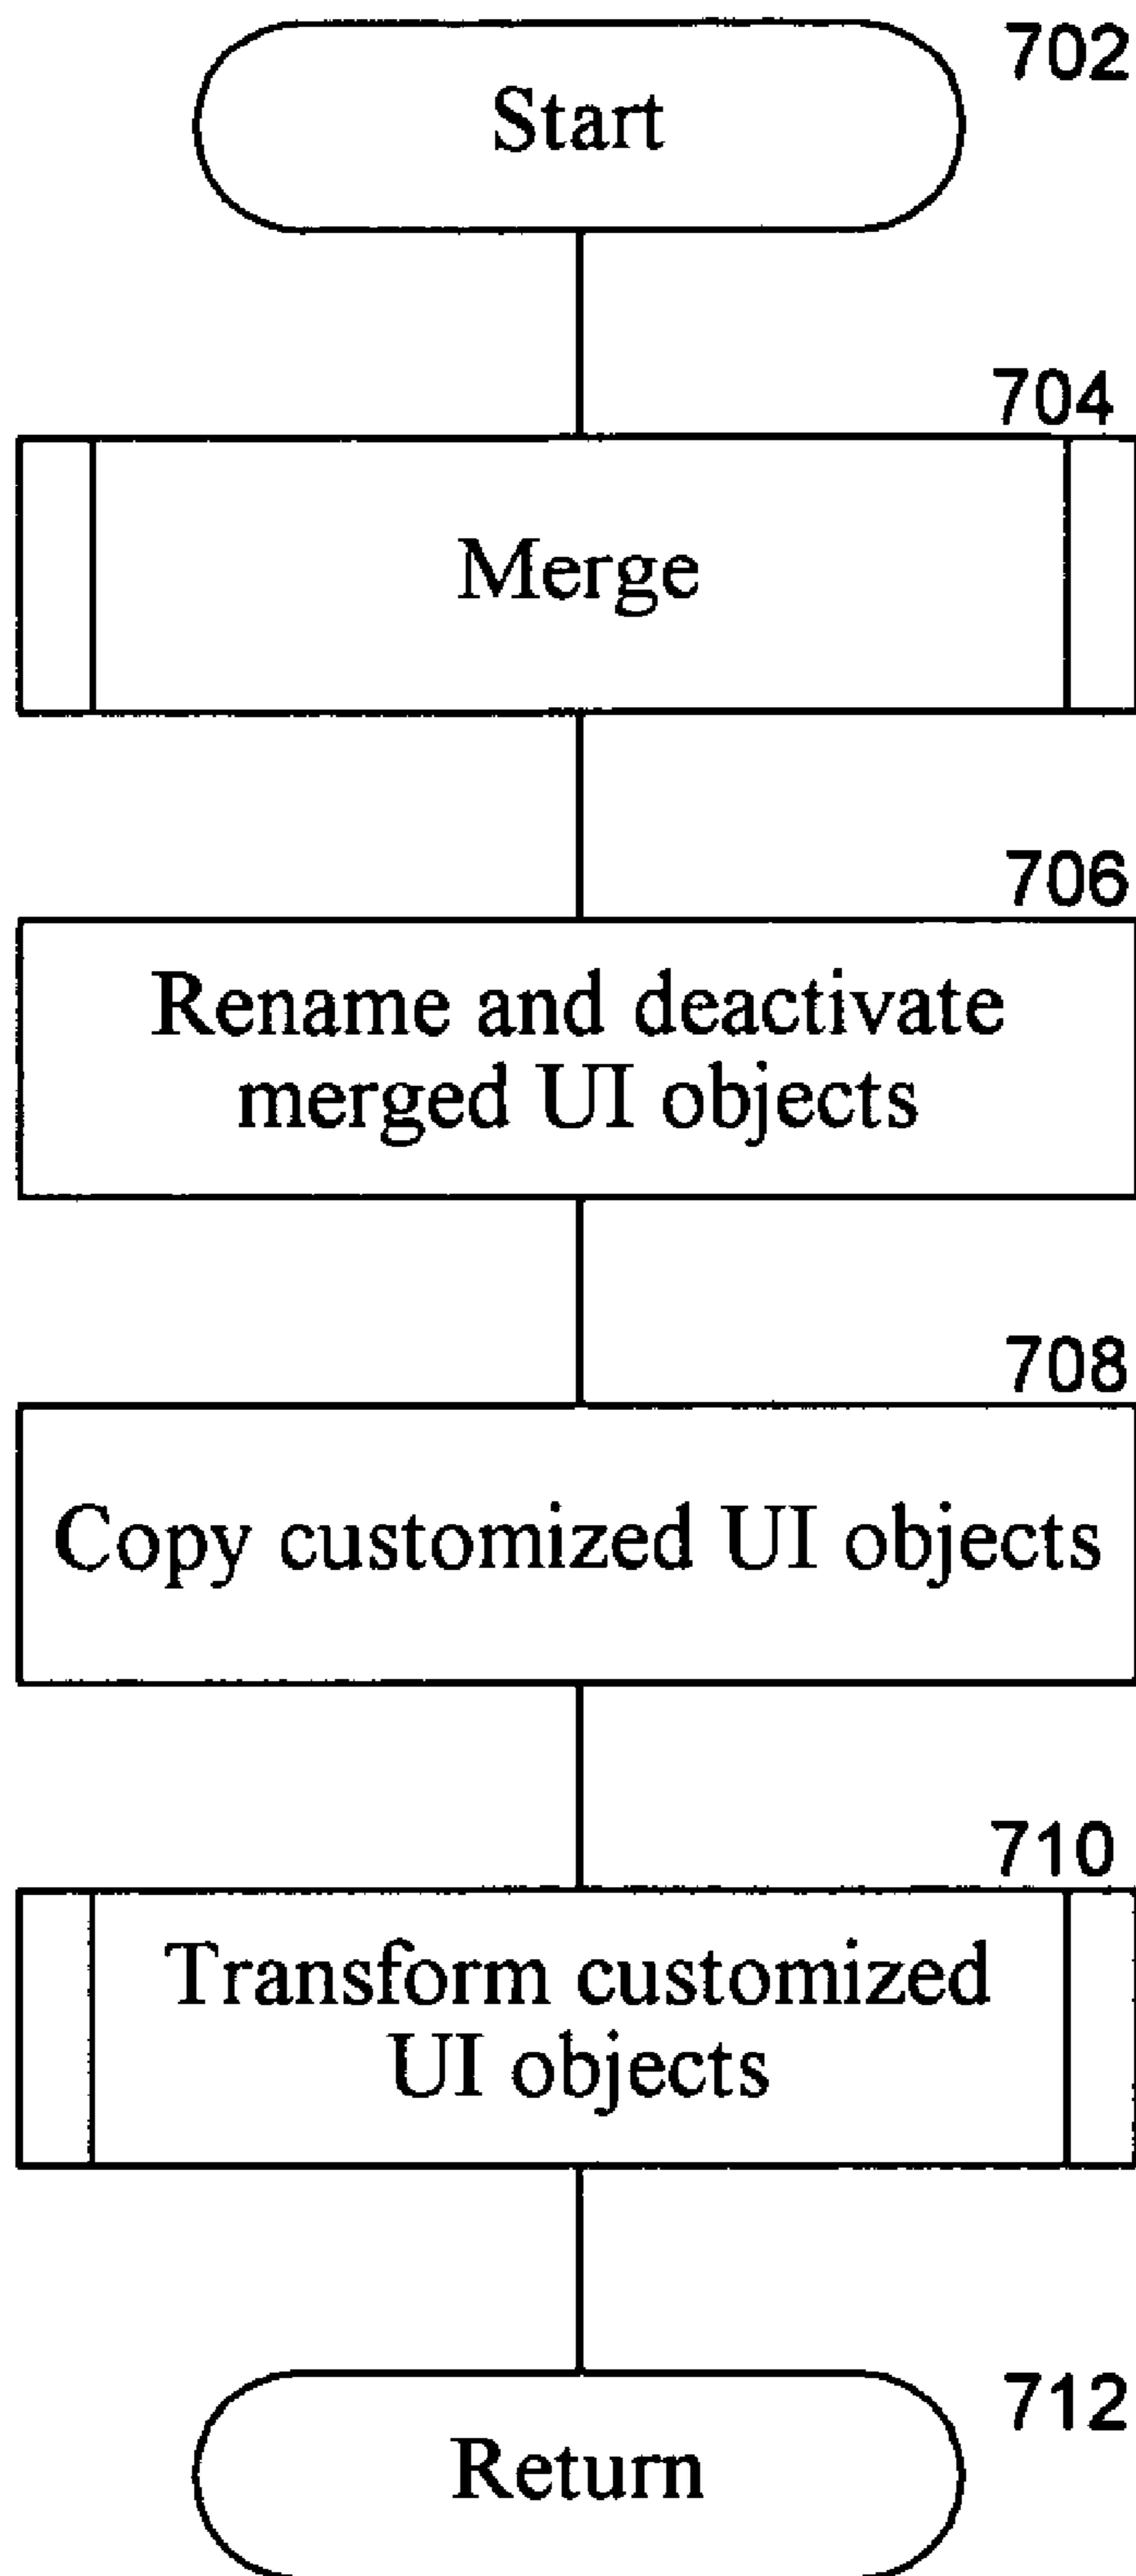 702
Start
704
Merge
706
Rename and deactivate
merged UI objects
708
Copy customized UI objects
710
Transform customized
UI objects
712
Return